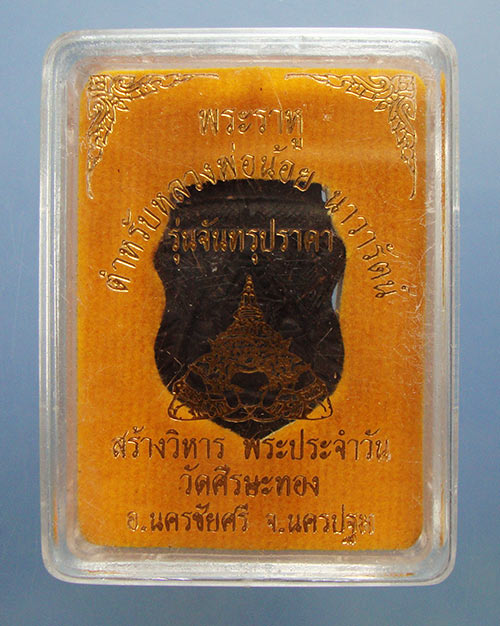 พระราหู
ตำหรับหลวงพ่อน้อย นาวารัตน์
รุ่นจันทรุปราคา
สร้างวิหาร พระประจำวัน
วัดศีรษะทอง
อ.นครชัยศรี จ.นครปฐม